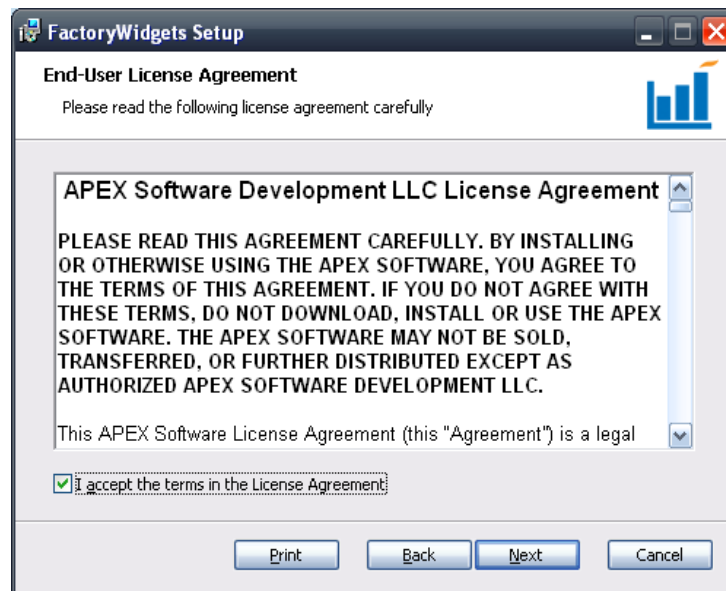 FactoryWidgets Setup
End-User License Agreement
Please read the following license agreement carefully
APEX Software Development LLC License Agreement
PLEASE READ THIS AGREEMENT CAREFULLY. BY INSTALLING
OR OTHERWISE USING THE APEX SOFTWARE, YOU AGREE TO
THE TERMS OF THIS AGREEMENT. IF YOU DO NOT AGREE WITH
THESE TERMS, DO NOT DOWNLOAD, INSTALL OR USE THE APEX
SOFTWARE. THE APEX SOFTWARE MAY NOT BE SOLD,
TRANSFERRED, OR FURTHER DISTRIBUTED EXCEPT AS
AUTHORIZED APEX SOFTWARE DEVELOPMENT LLC.
This APEX Software License Agreement (this "Agreement") is a legal
I accept the terms in the License Agreement
Print Back Next Cancel